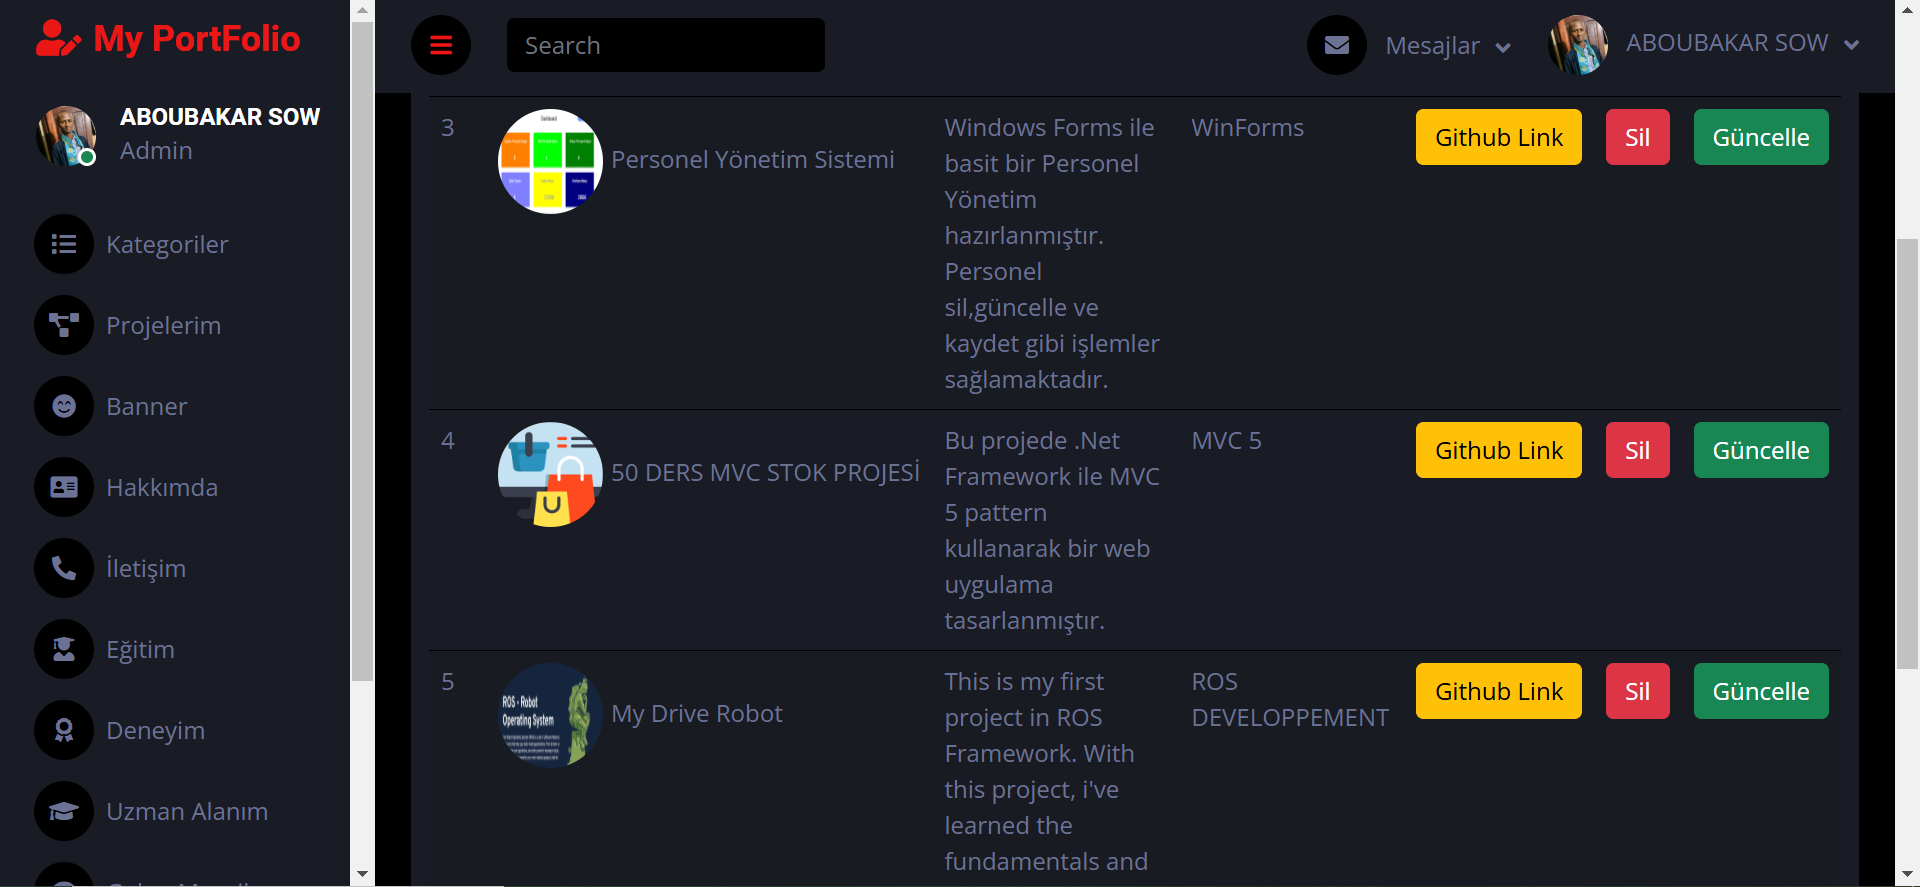 My PortFolio
ABOUBAKAR SOW
Admin
Kategoriler
Projelerim
Banner
Hakkımda
İletişim
Eğitim
Deneyim
Uzman Alanım
Search
Mesajlar
ABOUBAKAR SOW
3
Dashboard
Personel Yönetim Sistemi
Windows Forms ile
basit bir Personel
Yönetim
hazırlanmıştır.
Personel
sil,güncelle ve
kaydet gibi işlemler
sağlamaktadır.
WinForms
Github Link
Sil
Güncelle
4
50 DERS MVC STOK PROJESİ
Bu projede .Net
Framework ile MVC
5 pattern
kullanarak bir web
uygulama
tasarlanmıştır.
MVC 5
Github Link
Sil
Güncelle
5
ROS - Robot
Operating System
My Drive Robot
This is my first
project in ROS
Framework. With
this project, i've
learned the
fundamentals and
ROS
DEVELOPPEMENT
Github Link
Sil
Güncelle